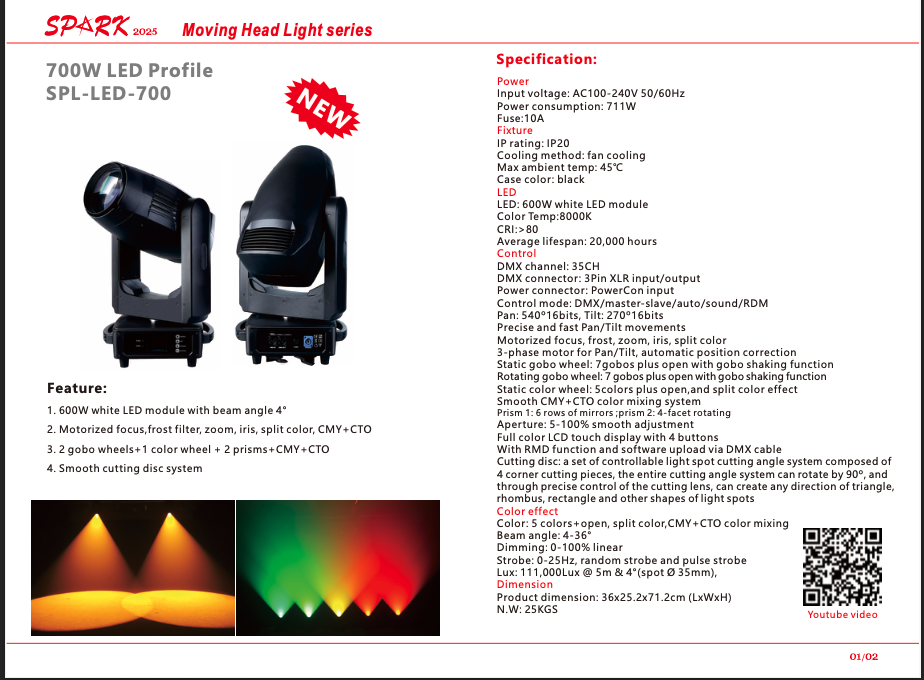 SPARK 2025
Moving Head Light series
700W LED Profile
SPL-LED-700
NEW
Feature:
1. 600W white LED module with beam angle 4°
2. Motorized focus,frost filter, zoom, iris, split color, CMY+CTO
3. 2 gobo wheels+1 color wheel + 2 prisms+CMY+CTO
4. Smooth cutting disc system
Specification:
Power
Input voltage: AC100-240V 50/60Hz
Power consumption: 711W
Fuse:10A
Fixture
IP rating: IP20
Cooling method: fan cooling
Max ambient temp: 45℃
Case color: black
LED
LED: 600W white LED module
Color Temp:8000K
CRI:>80
Average lifespan: 20,000 hours
Control
DMX channel: 35CH
DMX connector: 3Pin XLR input/output
Power connector: PowerCon input
Control mode: DMX/master-slave/auto/sound/RDM
Pan: 540º16bits, Tilt: 270º16bits
Precise and fast Pan/Tilt movements
Motorized focus, frost, zoom, iris, split color
3-phase motor for Pan/Tilt, automatic position correction
Static gobo wheel: 7gobos plus open with gobo shaking function
Rotating gobo wheel: 7 gobos plus open with gobo shaking function
Static color wheel: 5colors plus open,and split color effect
Smooth CMY+CTO color mixing system
Prism 1: 6 rows of mirrors ;prism 2: 4-facet rotating
Aperture: 5-100% smooth adjustment
Full color LCD touch display with 4 buttons
With RMD function and software upload via DMX cable
Cutting disc: a set of controllable light spot cutting angle system composed of
4 corner cutting pieces, the entire cutting angle system can rotate by 90º, and
through precise control of the cutting lens, can create any direction of triangle,
rhombus, rectangle and other shapes of light spots
Color effect
Color: 5 colors+open, split color,CMY+CTO color mixing
Beam angle: 4-36°
Dimming: 0-100% linear
Strobe: 0-25Hz, random strobe and pulse strobe
Lux: 111,000Lux @ 5m & 4°(spot Ø 35mm),
Dimension
Product dimension: 36x25.2x71.2cm (LxWxH)
N.W: 25KGS
Youtube video
01/02